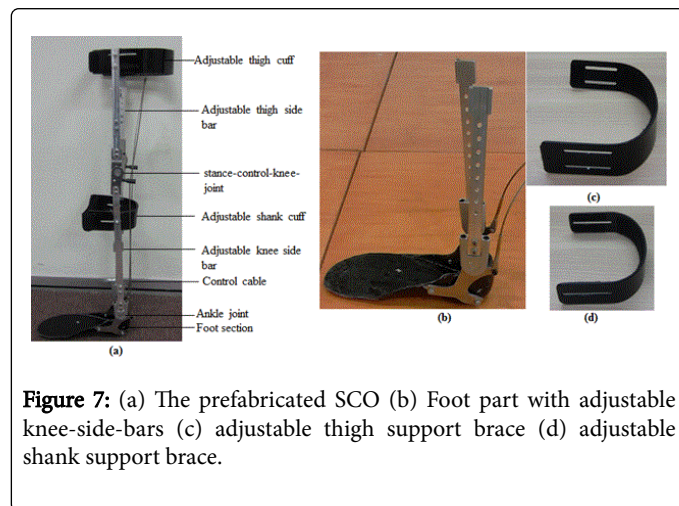 Adjustable thigh cuff
Adjustable thigh side
bar
stance-control-knee-
joint
Adjustable shank cuff
Adjustable knee side
bar
Control cable
Ankle joint
Foot section
(a)
(b)
(c)
(d)
Figure 7: (a) The prefabricated SCO (b) Foot part with adjustable
knee-side-bars (c) adjustable thigh support brace (d) adjustable
shank support brace.